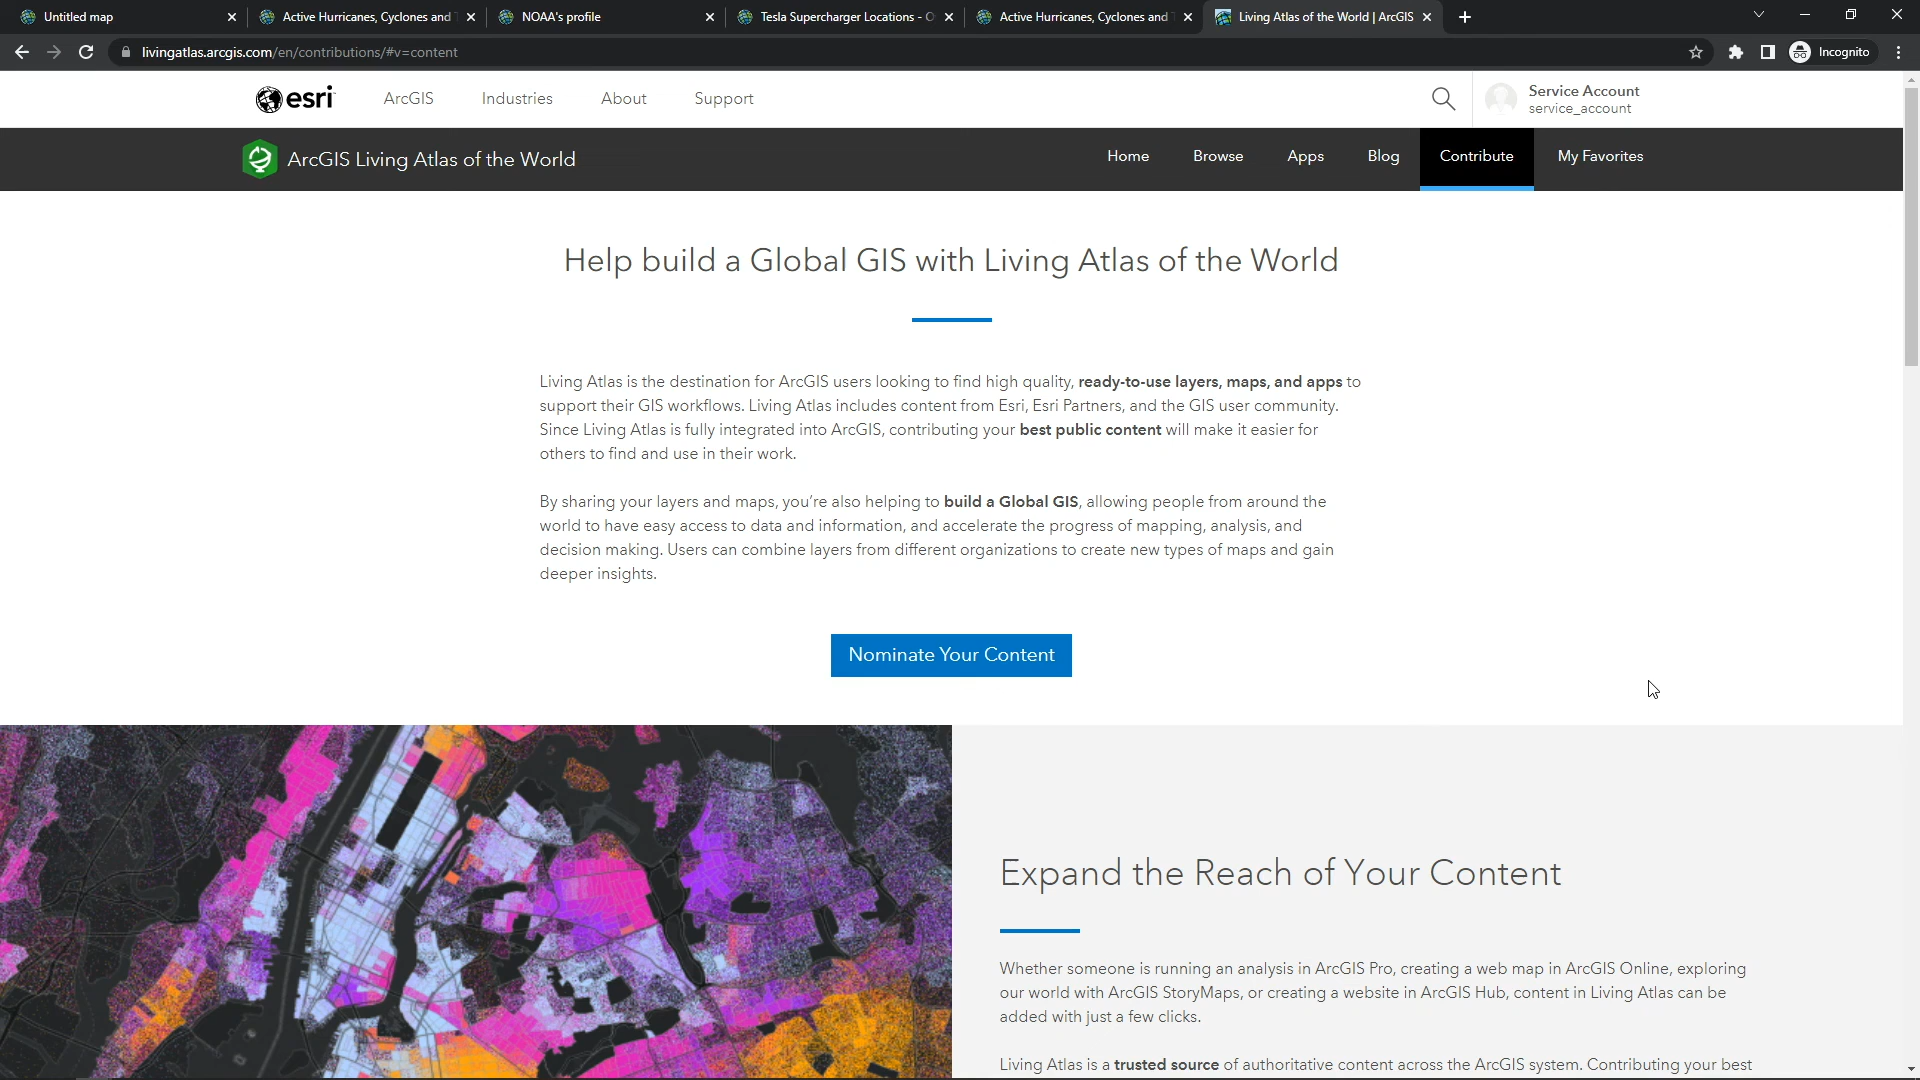 Untitled map
Active Hurricanes, Cyclones and
NOAA's profile
Tesla Supercharger Locations -
Active Hurricanes, Cyclones and
Living Atlas of the World | ArcGIS
livingatlas.arcgis.com/en/contributions/#v=content
Incognito
esri
ArcGIS
Industries
About
Support
Service Account
service_account
ArcGIS Living Atlas of the World
Home
Browse
Apps
Blog
Contribute
My Favorites
Help build a Global GIS with Living Atlas of the World
Living Atlas is the destination for ArcGIS users looking to find high quality, ready-to-use layers, maps, and apps to
support their GIS workflows. Living Atlas includes content from Esri, Esri Partners, and the GIS user community.
Since Living Atlas is fully integrated into ArcGIS, contributing your best public content will make it easier for
others to find and use in their work.
By sharing your layers and maps, you're also helping to build a Global GIS, allowing people from around the
world to have easy access to data and information, and accelerate the progress of mapping, analysis, and
decision making. Users can combine layers from different organizations to create new types of maps and gain
deeper insights.
Nominate Your Content
Expand the Reach of Your Content
Whether someone is running an analysis in ArcGIS Pro, creating a web map in ArcGIS Online, exploring
our world with ArcGIS StoryMaps, or creating a website in ArcGIS Hub, content in Living Atlas can be
added with just a few clicks.
Living Atlas is a trusted source of authoritative content across the ArcGIS system. Contributing your best